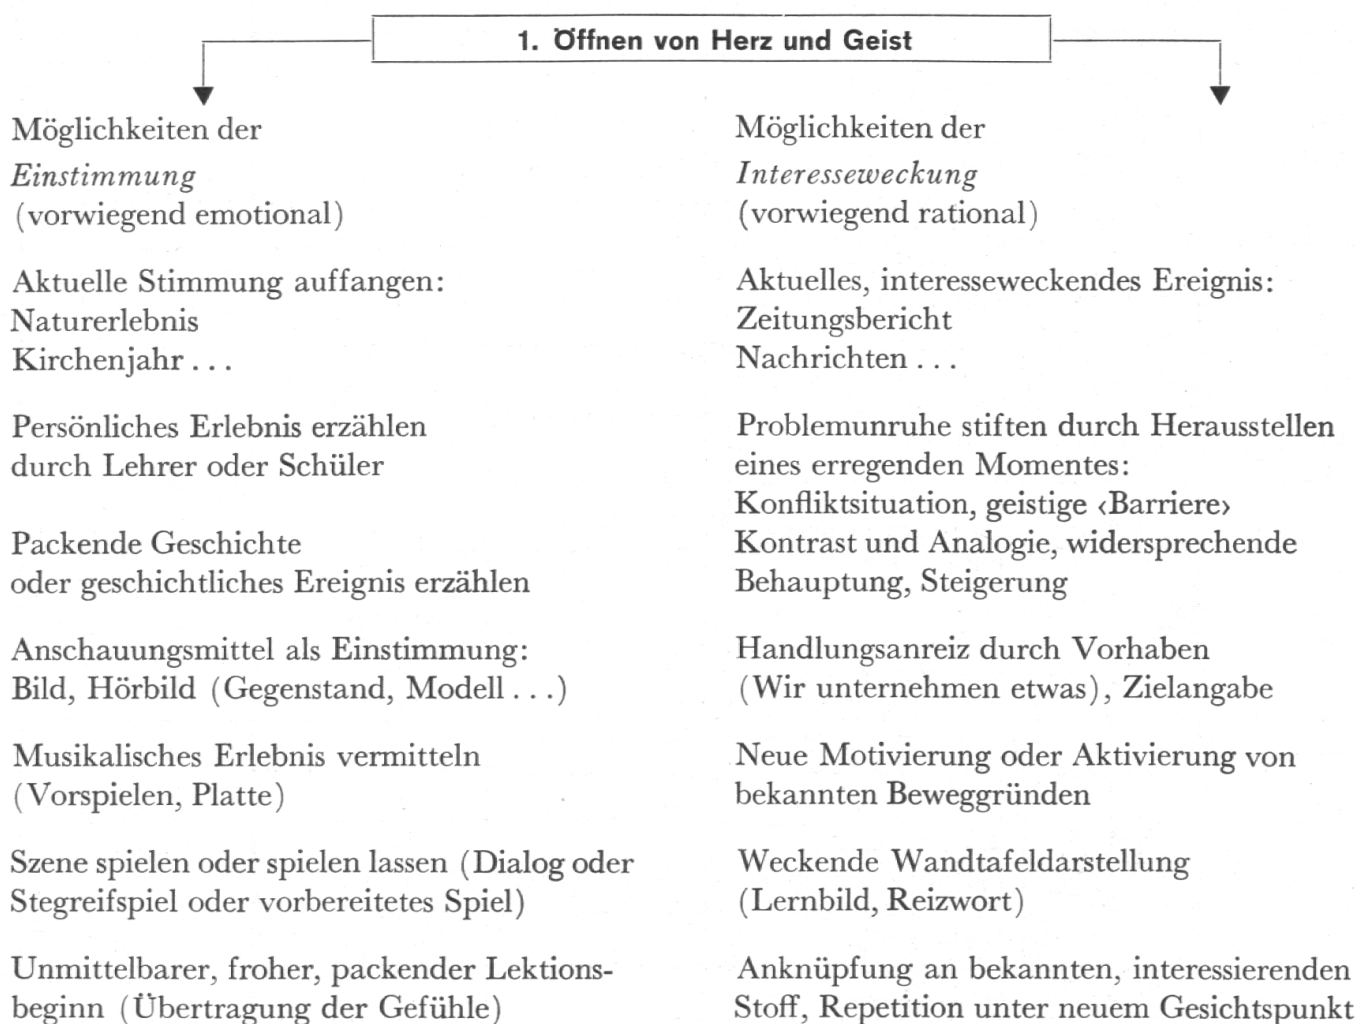 1. Öffnen von Herz und Geist
Möglichkeiten der
Einstimmung
(vorwiegend emotional)
Aktuelle Stimmung auffangen:
Naturerlebnis
Kirchenjahr . . .
Persönliches Erlebnis erzählen
durch Lehrer oder Schüler
Packende Geschichte
oder geschichtliches Ereignis erzählen
Anschauungsmittel als Einstimmung:
Bild, Hörbild (Gegenstand, Modell . . .)
Musikalisches Erlebnis vermitteln
(Vorspielen, Platte)
Szene spielen oder spielen lassen (Dialog oder
Stegreifspiel oder vorbereitetes Spiel)
Unmittelbarer, froher, packender Lektions-
beginn (Übertragung der Gefühle)
Möglichkeiten der
Interesseweckung
(vorwiegend rational)
Aktuelles, interesseweckendes Ereignis:
Zeitungsbericht
Nachrichten . . .
Problemunruhe stiften durch Herausstellen
eines erregenden Momentes:
Konfliktsituation, geistige ‹Barriere›
Kontrast und Analogie, widersprechende
Behauptung, Steigerung
Handlungsanreiz durch Vorhaben
(Wir unternehmen etwas), Zielangabe
Neue Motivierung oder Aktivierung von
bekannten Beweggründen
Weckende Wandtafeldarstellung
(Lernbild, Reizwort)
Anknüpfung an bekannten, interessierenden
Stoff, Repetition unter neuem Gesichtspunkt